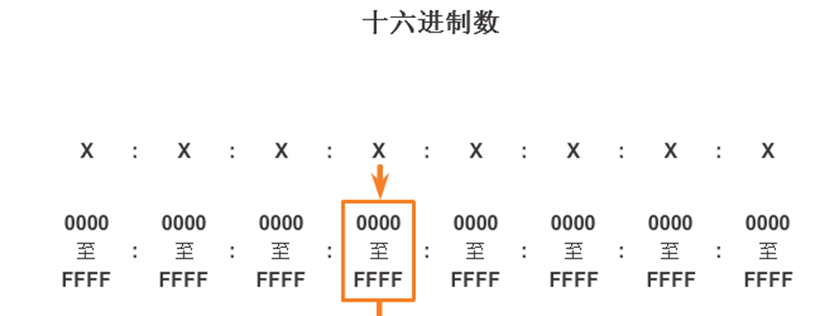 十六进制数
X : X : X : X : X : X : X : X
0000 0000 0000 0000 0000 0000 0000 0000
至 : 至 : 至 : 至 : 至 : 至 : 至 : 至
FFFF FFFF FFFF FFFF FFFF FFFF FFFF FFFF